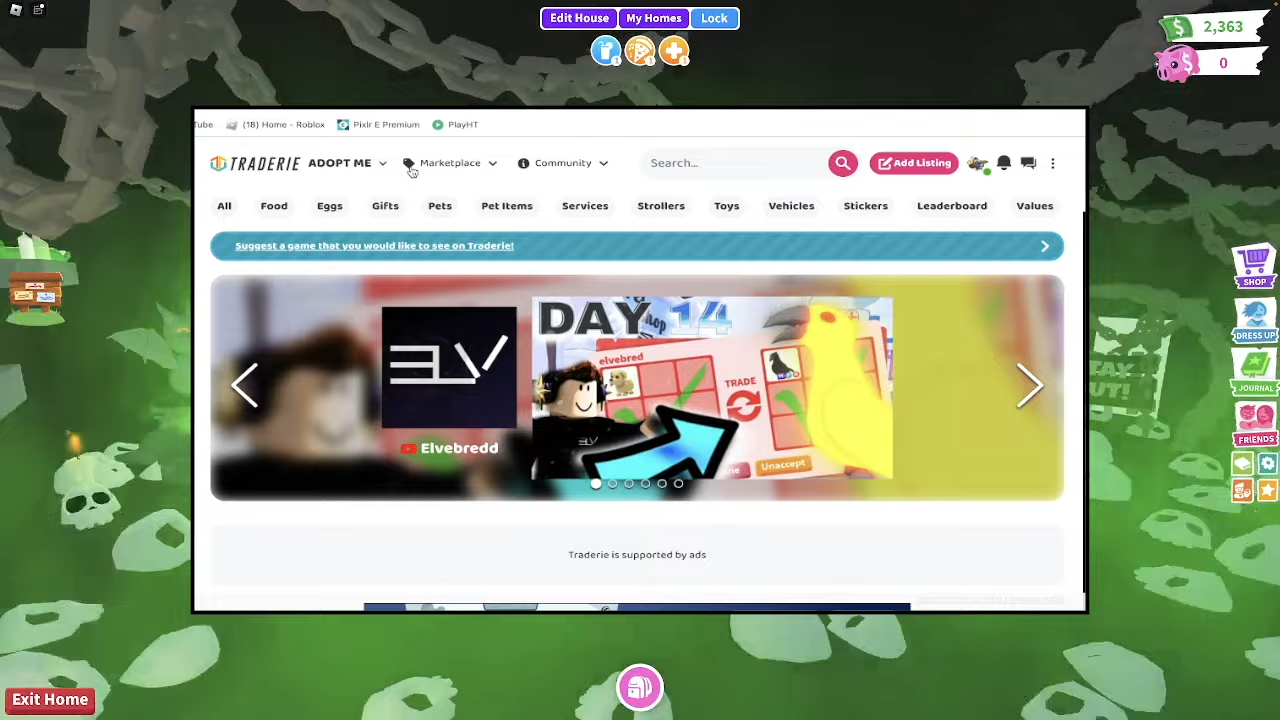 Edit House My Homes Lock
2,363
0
Tube (18) Home - Roblox Pixlr E Premium PlayHT
TRADERIE ADOPT ME Marketplace Community Search... Add Listing
All Food Eggs Gifts Pets Pet Items Services Strollers Toys Vehicles Stickers Leaderboard Values
Suggest a game that you would like to see on Traderie!
DAY 14
elvebred
TRADE
Unaccept
Elvebredd
Traderie is supported by ads
SHOP
DRESS UP
JOURNAL
FRIENDS
Exit Home